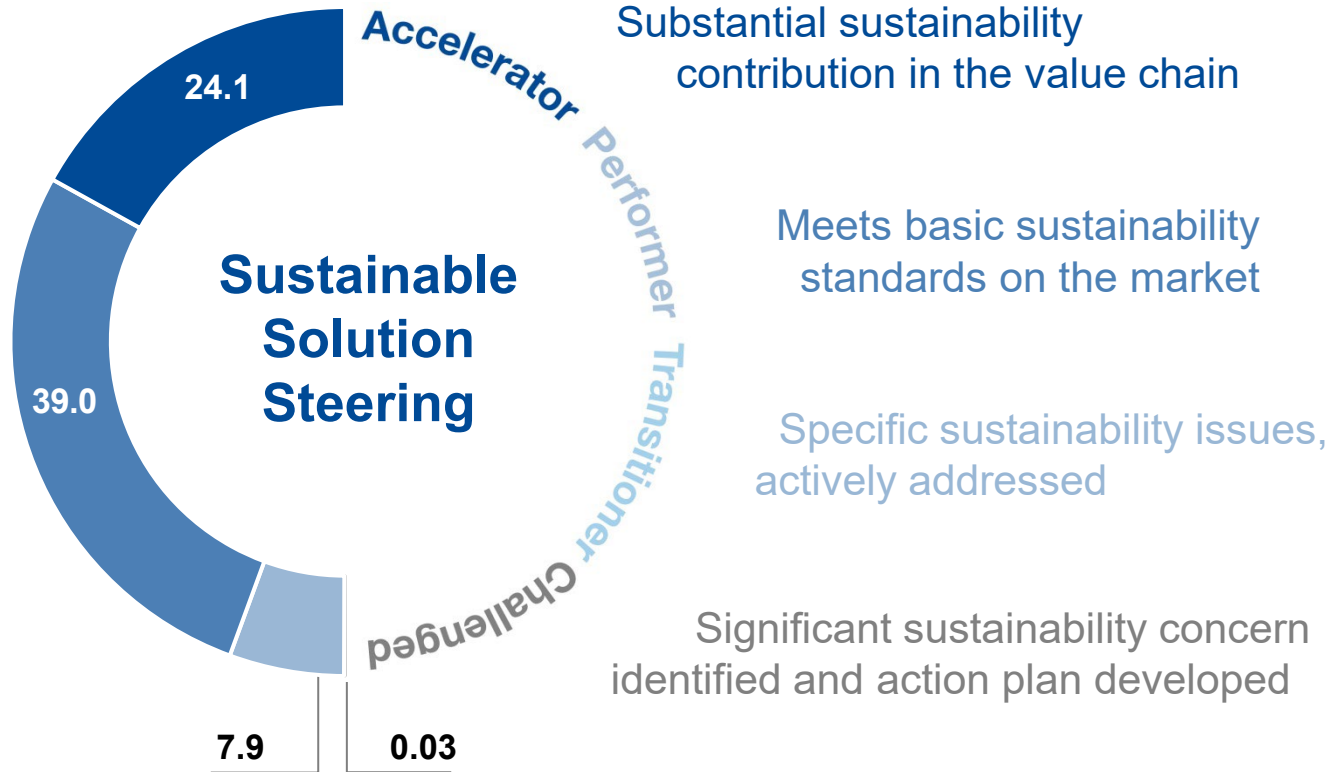 Accelerator
Substantial sustainability
contribution in the value chain
24.1
Performer
Meets basic sustainability
standards on the market
Sustainable
Solution
Steering
39.0
Transitioner
Specific sustainability issues,
actively addressed
Challenged
Significant sustainability concern
identified and action plan developed
7.9
0.03